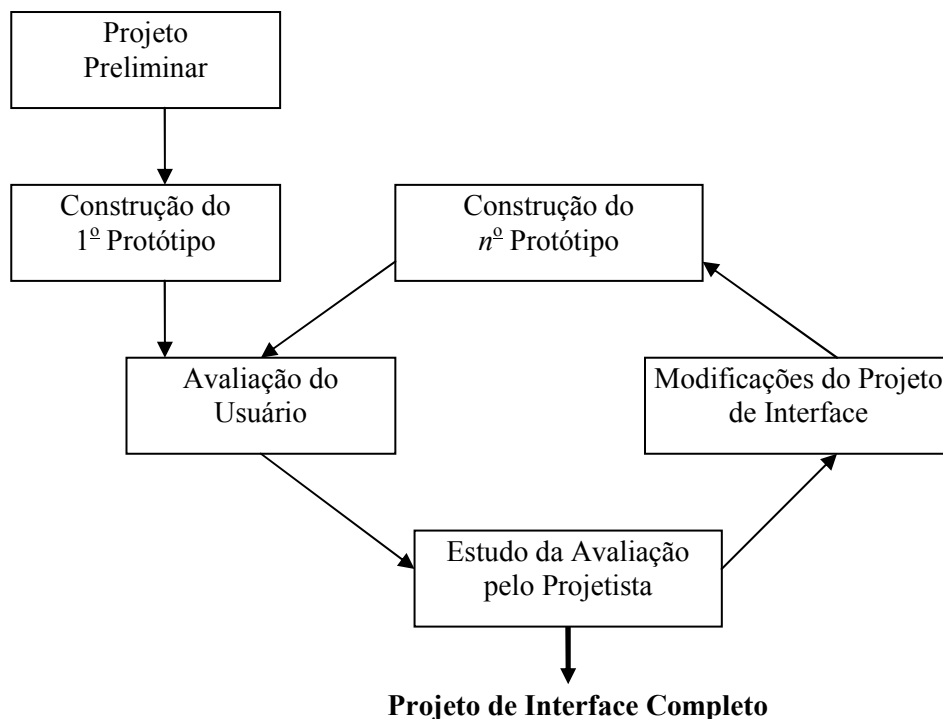 Projeto
Preliminar
Construção do
1º Protótipo
Construção do
nº Protótipo
Avaliação do
Usuário
Modificações do Projeto
de Interface
Estudo da Avaliação
pelo Projetista
Projeto de Interface Completo